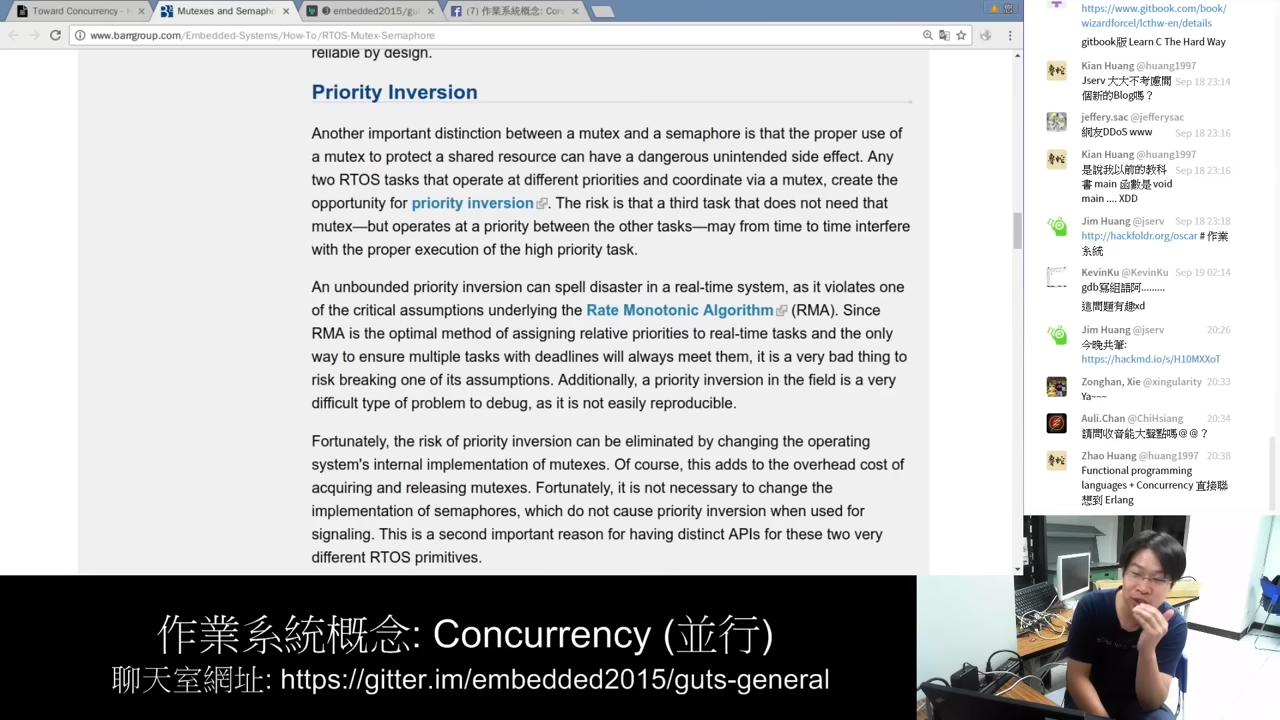 Toward Concurrency - H
Mutexes and Semapho
embedded2015/gut
(7) 作業系統概念: Con
www.barrgroup.com/Embedded-Systems/How-To/RTOS-Mutex-Semaphore
reliable by design.
Priority Inversion
Another important distinction between a mutex and a semaphore is that the proper use of
a mutex to protect a shared resource can have a dangerous unintended side effect. Any
two RTOS tasks that operate at different priorities and coordinate via a mutex, create the
opportunity for priority inversion. The risk is that a third task that does not need that
mutex—but operates at a priority between the other tasks—may from time to time interfere
with the proper execution of the high priority task.
An unbounded priority inversion can spell disaster in a real-time system, as it violates one
of the critical assumptions underlying the Rate Monotonic Algorithm (RMA). Since
RMA is the optimal method of assigning relative priorities to real-time tasks and the only
way to ensure multiple tasks with deadlines will always meet them, it is a very bad thing to
risk breaking one of its assumptions. Additionally, a priority inversion in the field is a very
difficult type of problem to debug, as it is not easily reproducible.
Fortunately, the risk of priority inversion can be eliminated by changing the operating
system's internal implementation of mutexes. Of course, this adds to the overhead cost of
acquiring and releasing mutexes. Fortunately, it is not necessary to change the
implementation of semaphores, which do not cause priority inversion when used for
signaling. This is a second important reason for having distinct APIs for these two very
different RTOS primitives.
https://www.gitbook.com/book/
wizardforcel/lcthw-en/details
gitbook版 Learn C The Hard Way
Kian Huang @huang1997
Jserv 大大不考慮開 Sep 18 23:14
個新的Blog嗎？
jeffery.sac @jefferysac
網友DDoS www Sep 18 23:16
Kian Huang @huang1997
是說我以前的教科 Sep 18 23:16
書 main 函數是 void
main .... XDD
Jim Huang @jserv Sep 18 23:18
http://hackfoldr.org/oscar # 作業
系統
KevinKu @KevinKu Sep 19 02:14
gdb寫組語阿.........
這問題有趣xd
Jim Huang @jserv 20:26
今晚共筆:
https://hackmd.io/s/H10MXXoT
Zonghan, Xie @xingularity 20:33
Ya~~~
Auli.Chan @ChiHsiang 20:34
請問收音能大聲點嗎@@？
Zhao Huang @huang1997 20:38
Functional programming
languages + Concurrency 直接聯
想到 Erlang
作業系統概念: Concurrency (並行)
聊天室網址: https://gitter.im/embedded2015/guts-general